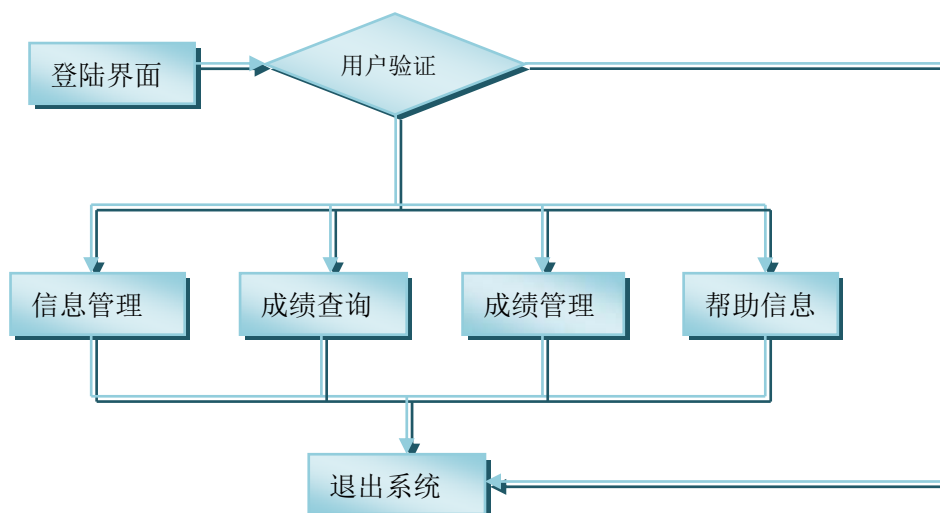 登陆界面
用户验证
信息管理
成绩查询
成绩管理
帮助信息
退出系统